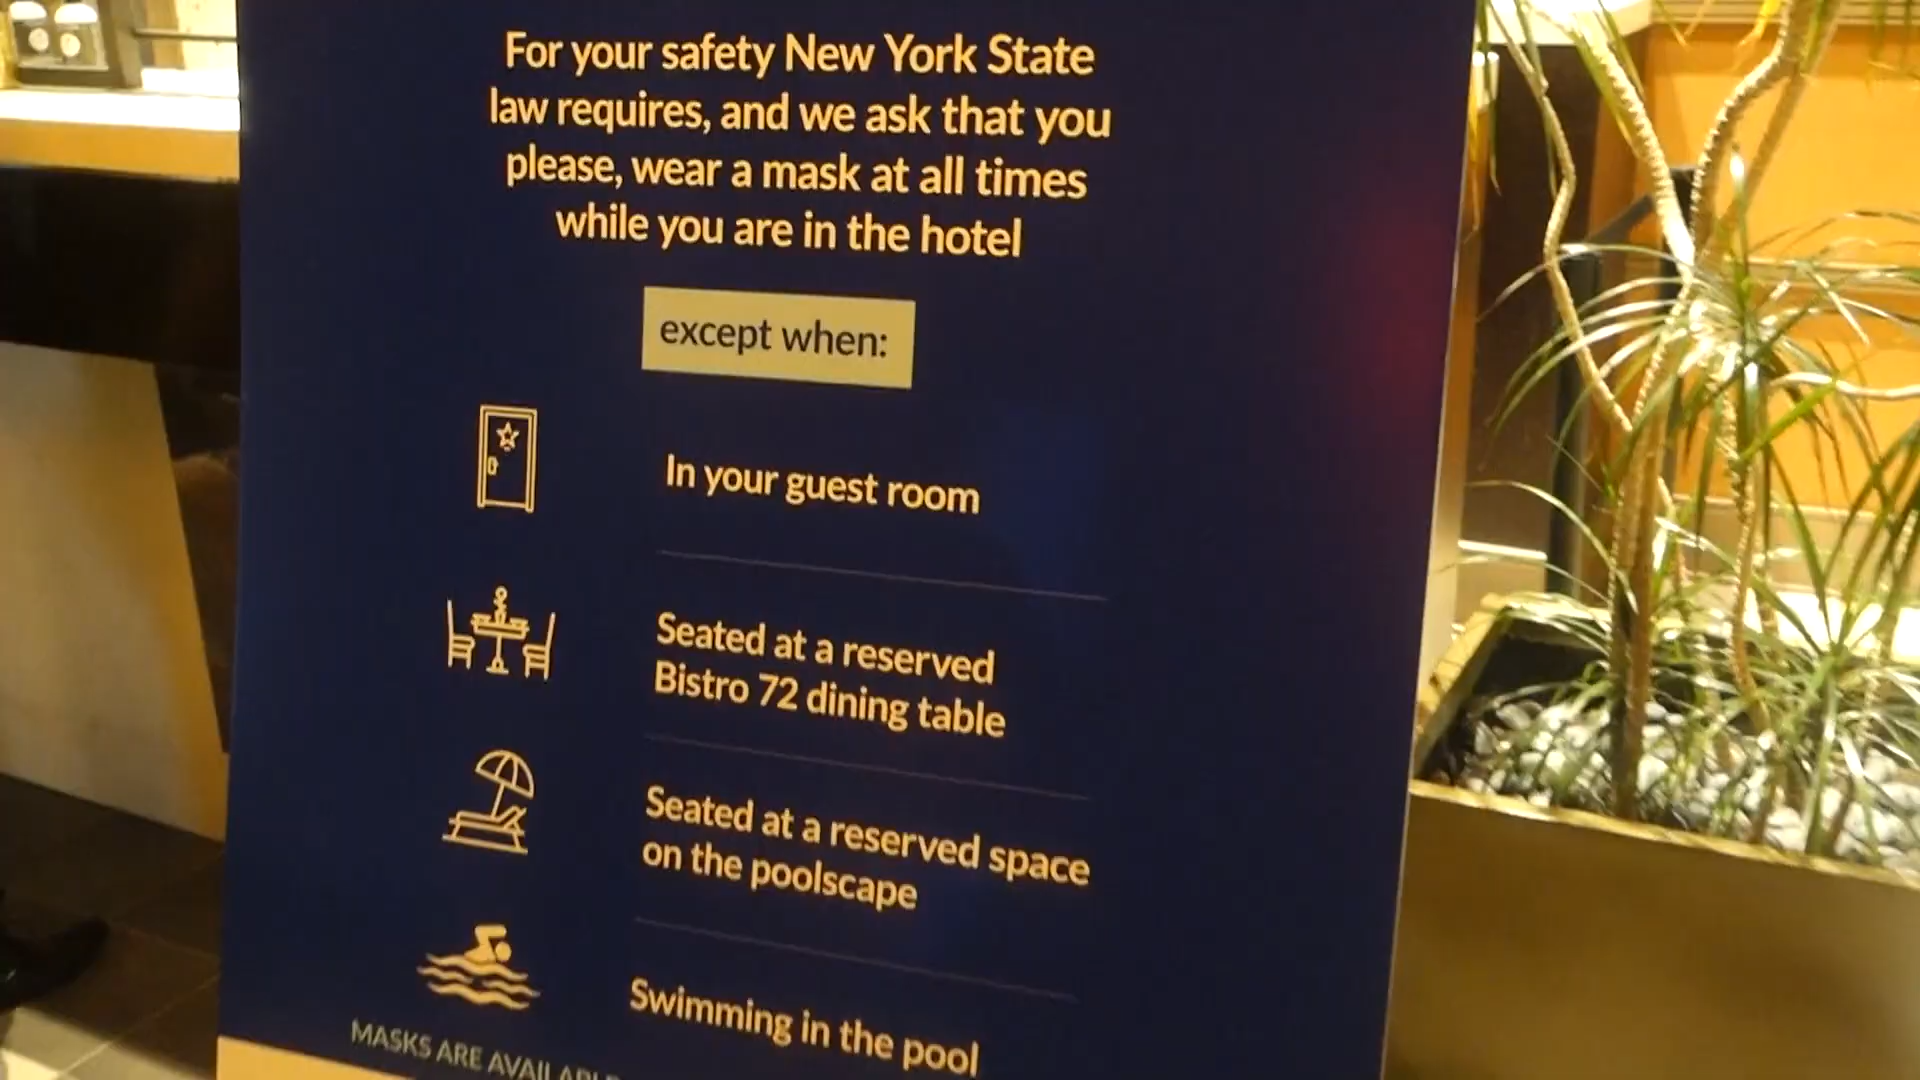 For your safety New York State
law requires, and we ask that you
please, wear a mask at all times
while you are in the hotel
except when:
In your guest room
Seated at a reserved
Bistro 72 dining table
Seated at a reserved space
on the poolscape
Swimming in the pool
MASKS ARE AVAILABLE